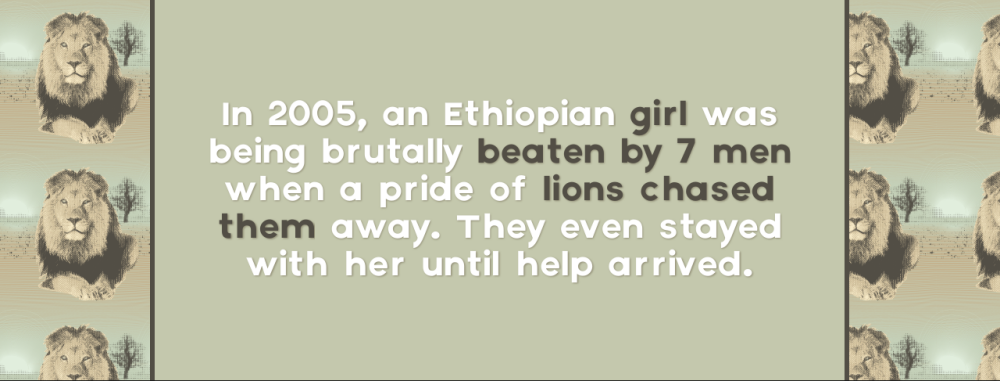 In 2005, an Ethiopian girl was
being brutally beaten by 7 men
when a pride of lions chased
them away. They even stayed
with her until help arrived.